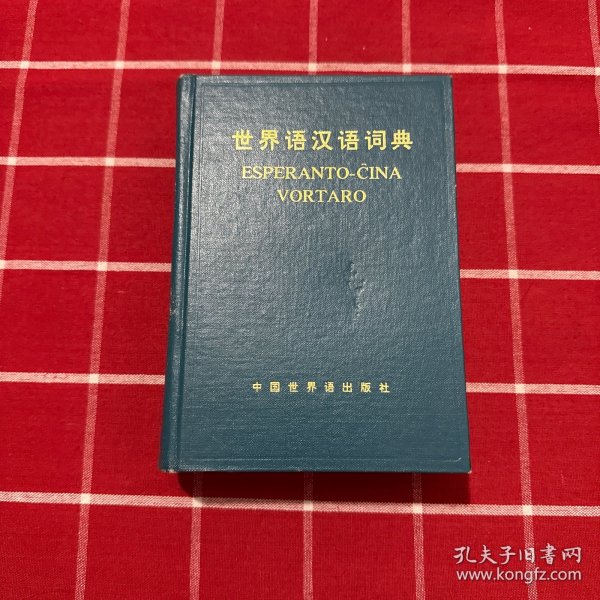 世界语汉语词典
ESPERANTO-ĈINA
VORTARO
中国世界语出版社
孔夫子旧书网
www.kongfz.com